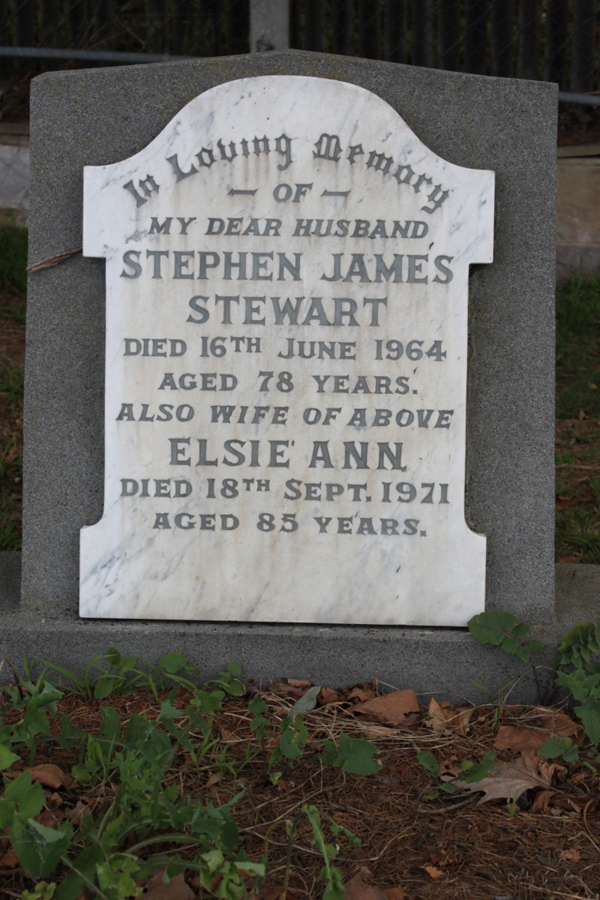 In Loving Memory
— OF —
MY DEAR HUSBAND
STEPHEN JAMES
STEWART
DIED 16TH JUNE 1964
AGED 78 YEARS.
ALSO WIFE OF ABOVE
ELSIE ANN
DIED 18TH SEPT. 1971
AGED 85 YEARS.